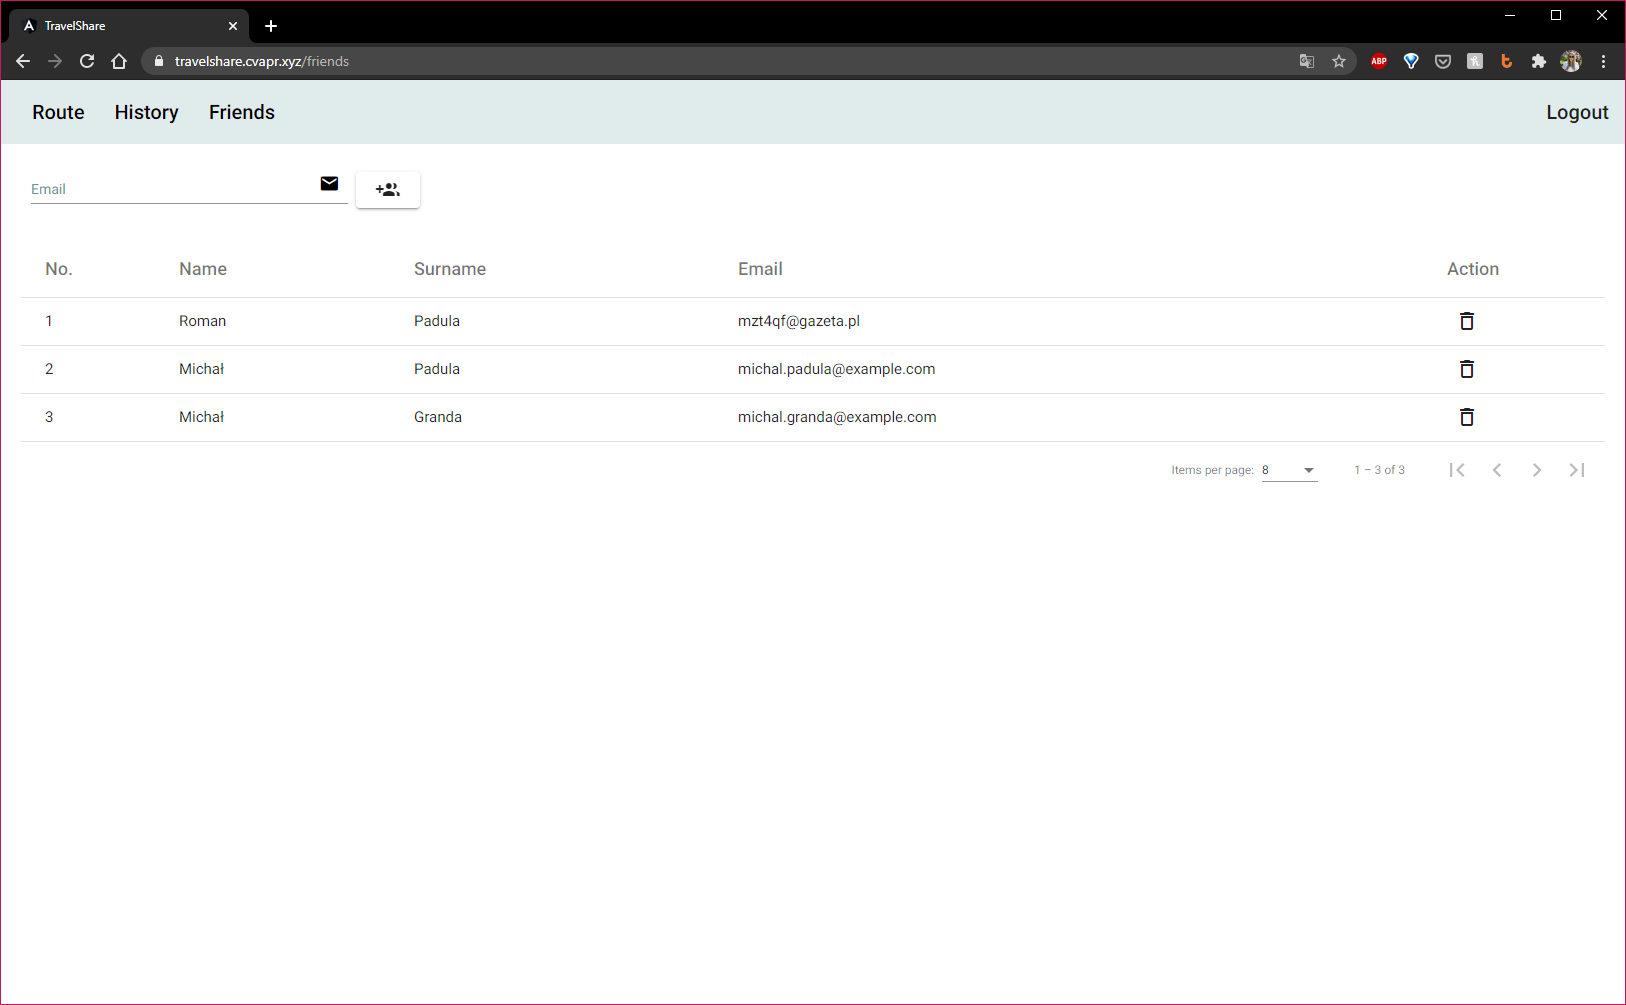 TravelShare
travelshare.cvapr.xyz/friends
ABP
Route History Friends Logout
Email
No. Name Surname Email Action
1 Roman Padula mzt4qf@gazeta.pl
2 Michał Padula michal.padula@example.com
3 Michał Granda michal.granda@example.com
Items per page: 8 1 – 3 of 3